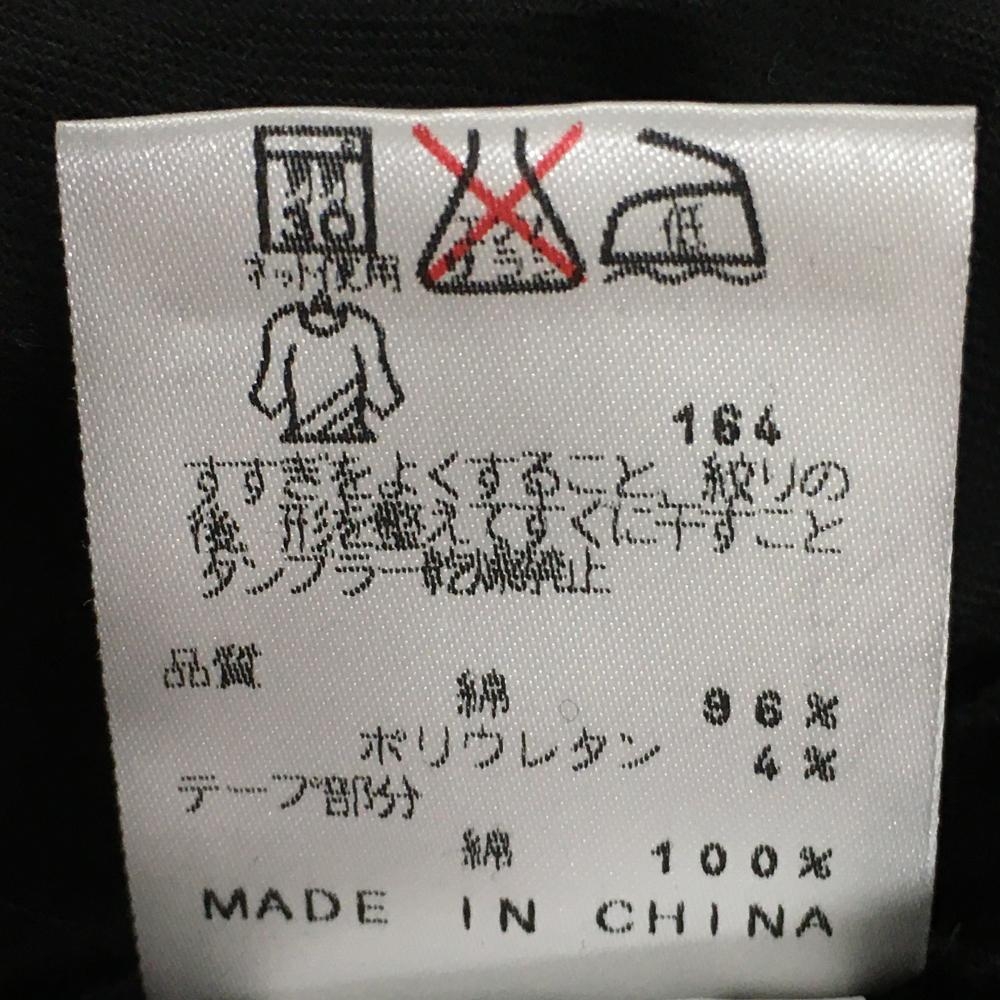 弱
30
ネット使用
エンソ
低
164
すすぎをよくすること、絞りの
後、形を整えてすぐに干すこと
タンブラー乾燥禁止
品質
綿 96%
ポリウレタン 4%
テープ部分
綿 100%
MADE IN CHINA